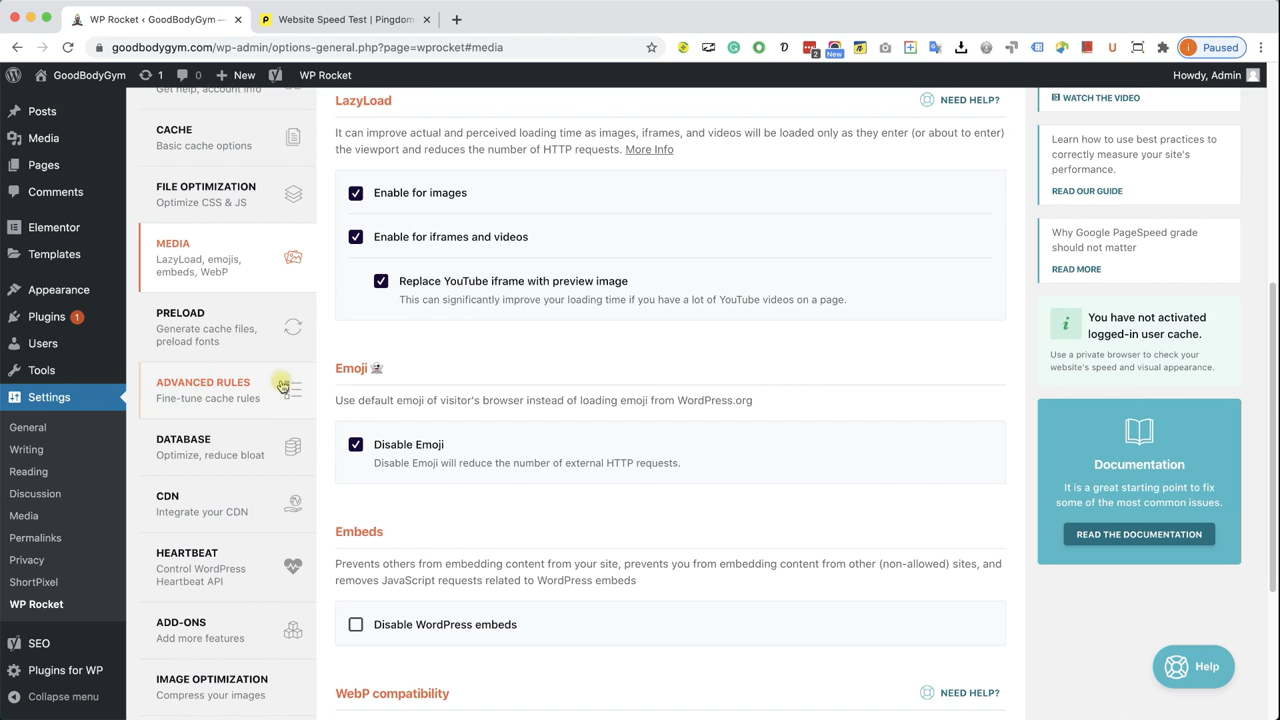 WP Rocket ‹ GoodBodyGym —
Website Speed Test | Pingdom
goodbodygym.com/wp-admin/options-general.php?page=wprocket#media
2
New
Paused
GoodBodyGym
1
0
New
WP Rocket
Howdy, Admin
Posts
Media
Pages
Comments
Elementor
Templates
Appearance
Plugins 1
Users
Tools
Settings
General
Writing
Reading
Discussion
Media
Permalinks
Privacy
ShortPixel
WP Rocket
SEO
Plugins for WP
Collapse menu
Get help, account info
CACHE
Basic cache options
FILE OPTIMIZATION
Optimize CSS & JS
MEDIA
LazyLoad, emojis,
embeds, WebP
PRELOAD
Generate cache files,
preload fonts
ADVANCED RULES
Fine-tune cache rules
DATABASE
Optimize, reduce bloat
CDN
Integrate your CDN
HEARTBEAT
Control WordPress
Heartbeat API
ADD-ONS
Add more features
IMAGE OPTIMIZATION
Compress your images
LazyLoad
NEED HELP?
It can improve actual and perceived loading time as images, iframes, and videos will be loaded only as they enter (or about to enter)
the viewport and reduces the number of HTTP requests. More Info
Enable for images
Enable for iframes and videos
Replace YouTube iframe with preview image
This can significantly improve your loading time if you have a lot of YouTube videos on a page.
Emoji
Use default emoji of visitor's browser instead of loading emoji from WordPress.org
Disable Emoji
Disable Emoji will reduce the number of external HTTP requests.
Embeds
Prevents others from embedding content from your site, prevents you from embedding content from other (non-allowed) sites, and
removes JavaScript requests related to WordPress embeds
Disable WordPress embeds
WebP compatibility
NEED HELP?
WATCH THE VIDEO
Learn how to use best practices to
correctly measure your site's
performance.
READ OUR GUIDE
Why Google PageSpeed grade
should not matter
READ MORE
You have not activated
logged-in user cache.
Use a private browser to check your
website's speed and visual appearance.
Documentation
It is a great starting point to fix
some of the most common issues.
READ THE DOCUMENTATION
Help